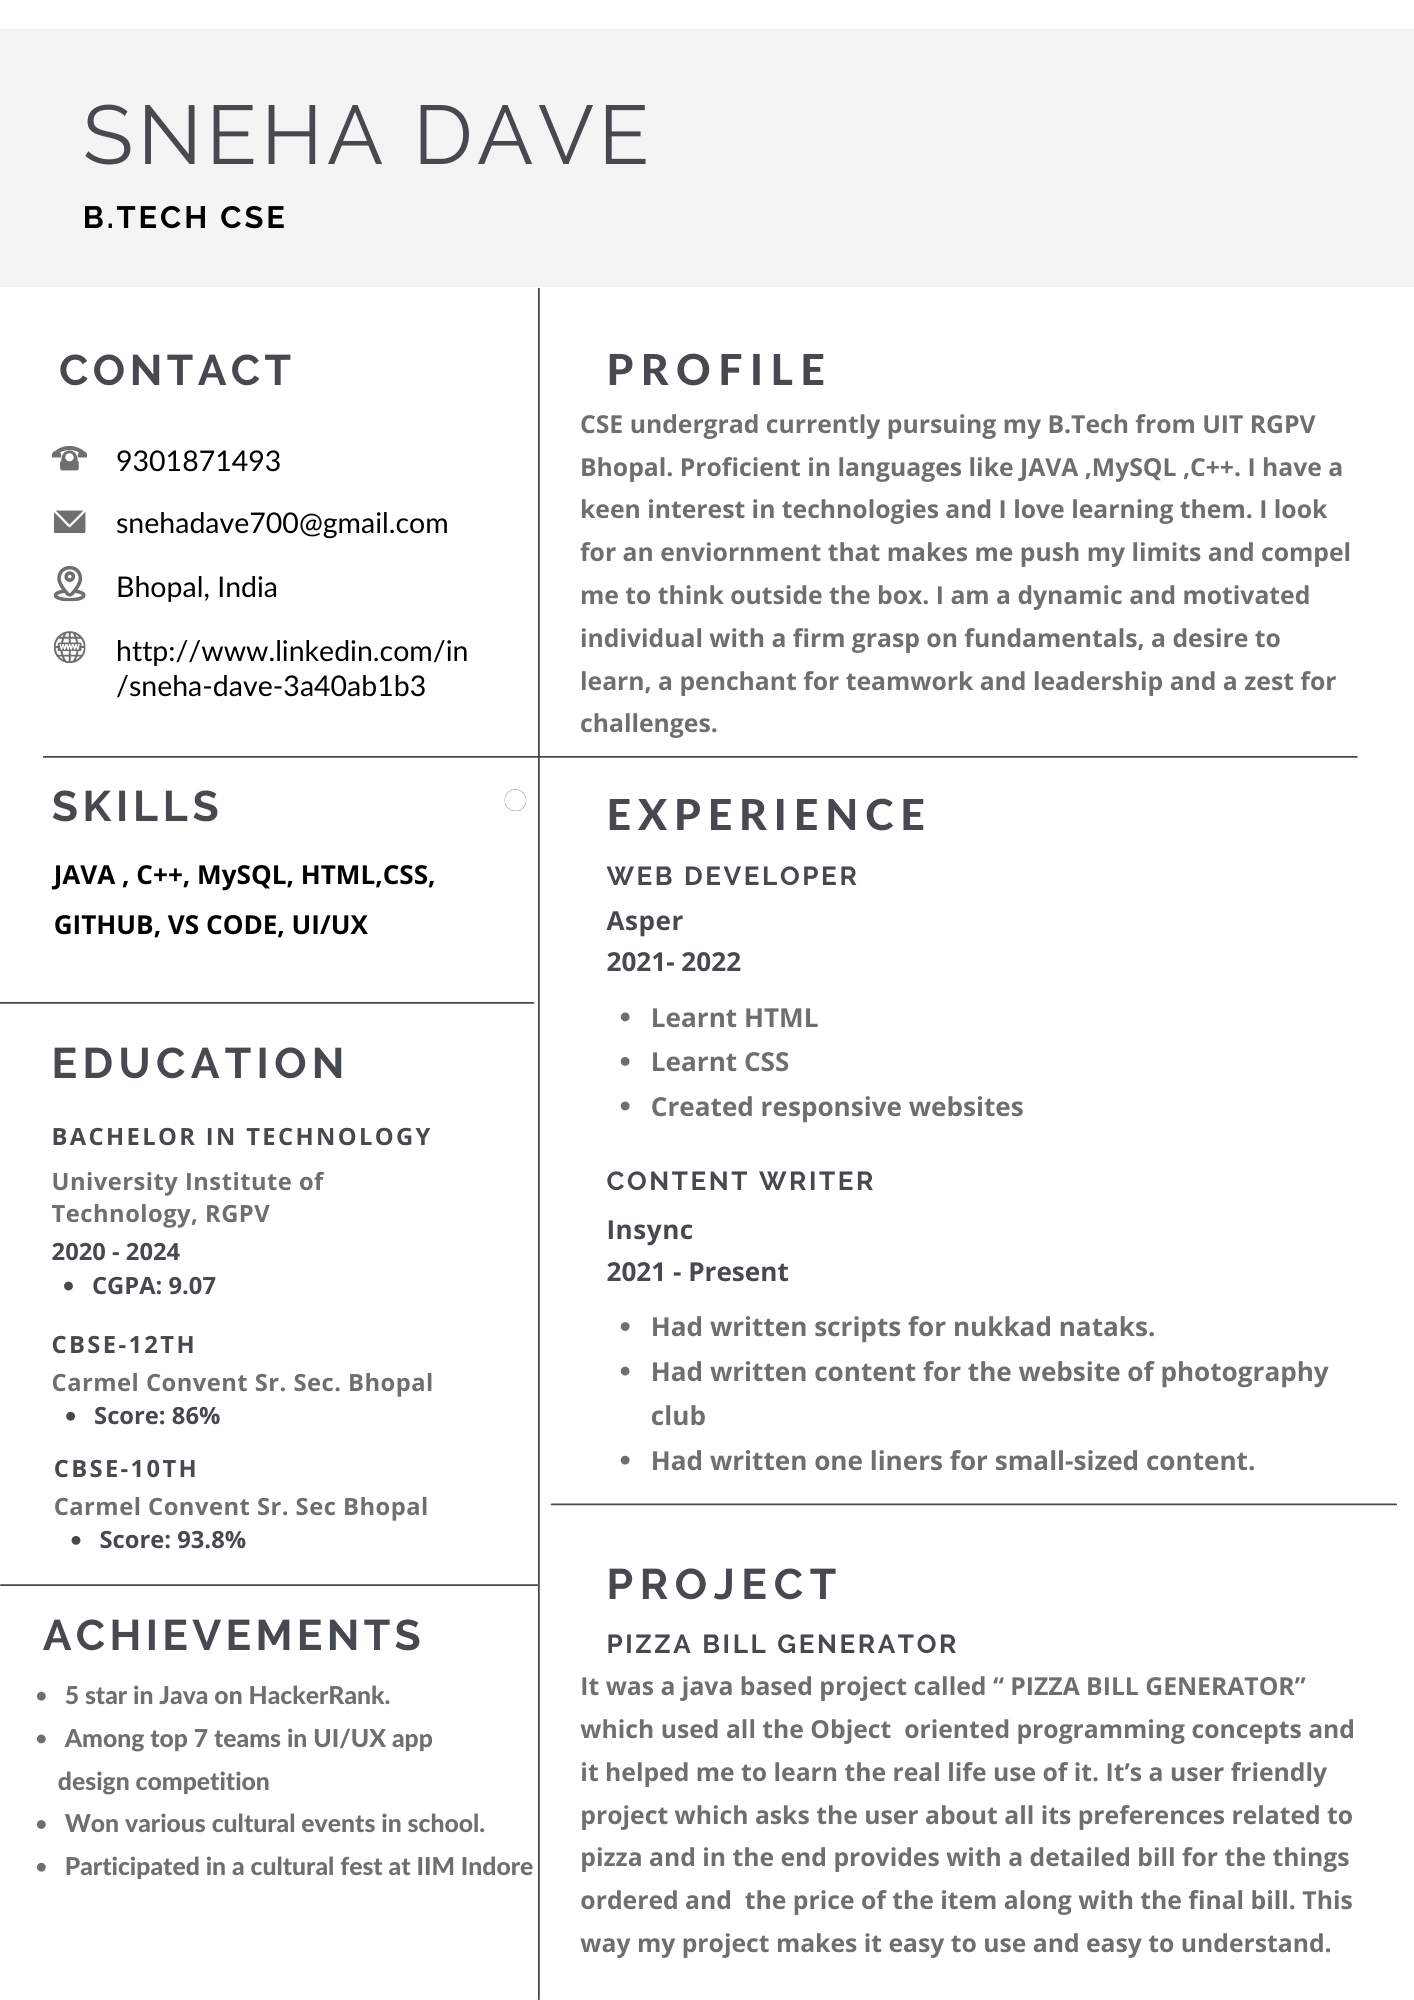 SNEHA DAVE
B.TECH CSE
CONTACT
9301871493
snehadave700@gmail.com
Bhopal, India
http://www.linkedin.com/in
/sneha-dave-3a40ab1b3
SKILLS
JAVA , C++, MySQL, HTML,CSS,
GITHUB, VS CODE, UI/UX
EDUCATION
BACHELOR IN TECHNOLOGY
University Institute of
Technology, RGPV
2020 - 2024
• CGPA: 9.07
CBSE-12TH
Carmel Convent Sr. Sec. Bhopal
• Score: 86%
CBSE-10TH
Carmel Convent Sr. Sec Bhopal
• Score: 93.8%
ACHIEVEMENTS
• 5 star in Java on HackerRank.
• Among top 7 teams in UI/UX app
design competition
• Won various cultural events in school.
• Participated in a cultural fest at IIM Indore
PROFILE
CSE undergrad currently pursuing my B.Tech from UIT RGPV
Bhopal. Proficient in languages like JAVA ,MySQL ,C++. I have a
keen interest in technologies and I love learning them. I look
for an enviornment that makes me push my limits and compel
me to think outside the box. I am a dynamic and motivated
individual with a firm grasp on fundamentals, a desire to
learn, a penchant for teamwork and leadership and a zest for
challenges.
EXPERIENCE
WEB DEVELOPER
Asper
2021- 2022
• Learnt HTML
• Learnt CSS
• Created responsive websites
CONTENT WRITER
Insync
2021 - Present
• Had written scripts for nukkad nataks.
• Had written content for the website of photography
club
• Had written one liners for small-sized content.
PROJECT
PIZZA BILL GENERATOR
It was a java based project called “ PIZZA BILL GENERATOR”
which used all the Object  oriented programming concepts and
it helped me to learn the real life use of it. It’s a user friendly
project which asks the user about all its preferences related to
pizza and in the end provides with a detailed bill for the things
ordered and  the price of the item along with the final bill. This
way my project makes it easy to use and easy to understand.